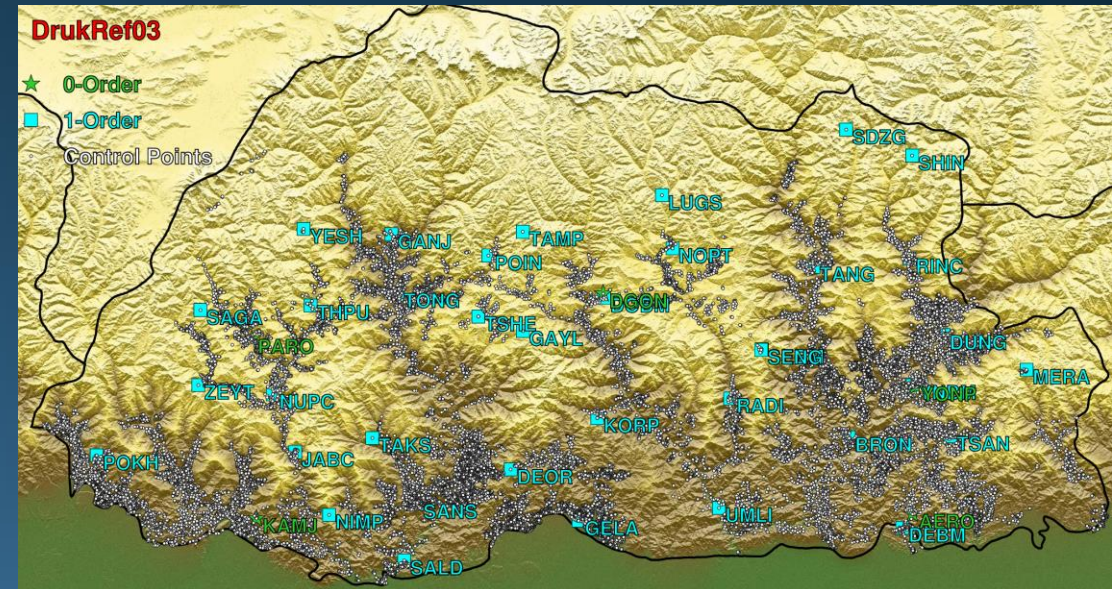 DrukRef03
0-Order
1-Order
Control Points
SDZG
SHIN
LUGS
YESH
GANJ
TAMP
POIN
NOPT
TANG
RINC
SAGA
THPU
TONG
TSHE
GAYL
PARO
DUNG
SENG
MERA
ZEYT
NUPC
RADI
KORP
POKH
JABC
TAKS
BRON
TSAN
DEOR
KAMJ
NIMP
SANS
GELA
UMLI
AERO
DEBM
SALD